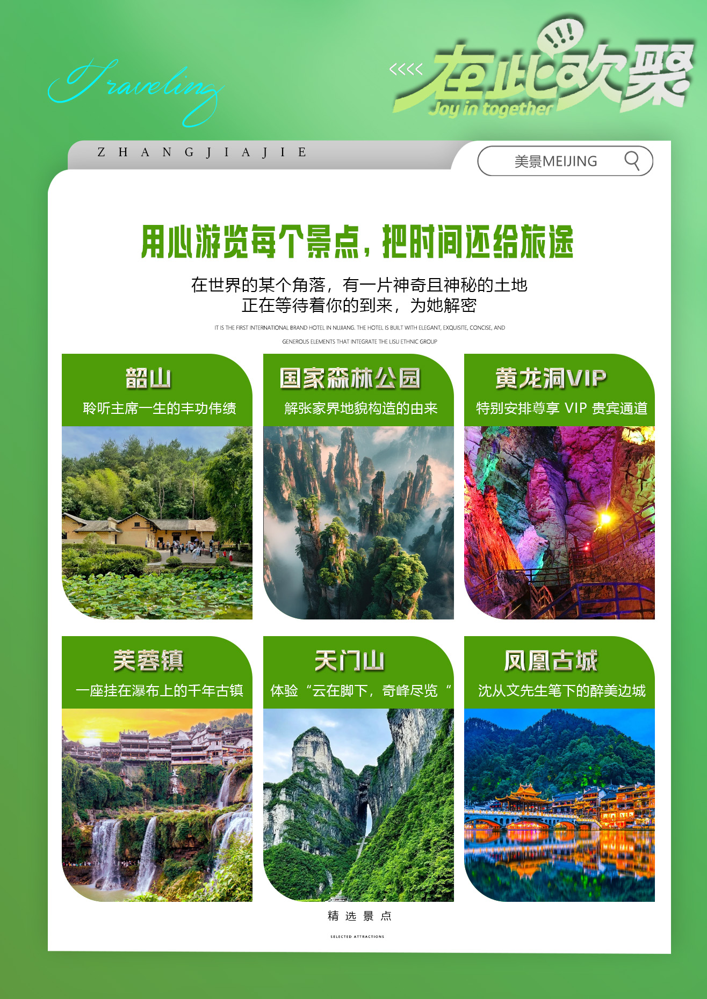 Traveling
<<<<
在此欢聚
Joy in together
ZHANGJIAJIE
美景MEIJING
用心游览每个景点，把时间还给旅途
在世界的某个角落，有一片神奇且神秘的土地
正在等待着你的到来，为她解密
IT IS THE FIRST INTERNATIONAL BRAND HOTEL IN NUJIANG. THE HOTEL IS BUILT WITH ELEGANT, EXQUISITE, CONCISE, AND
GENEROUS ELEMENTS THAT INTEGRATE THE LISU ETHNIC GROUP
韶山
聆听主席一生的丰功伟绩
国家森林公园
解张家界地貌构造的由来
黄龙洞VIP
特别安排尊享 VIP 贵宾通道
芙蓉镇
一座挂在瀑布上的千年古镇
芙蓉镇
天门山
体验“云在脚下，奇峰尽览“
凤凰古城
沈从文先生笔下的醉美边城
精选景点
SELECTED ATTRACTIONS